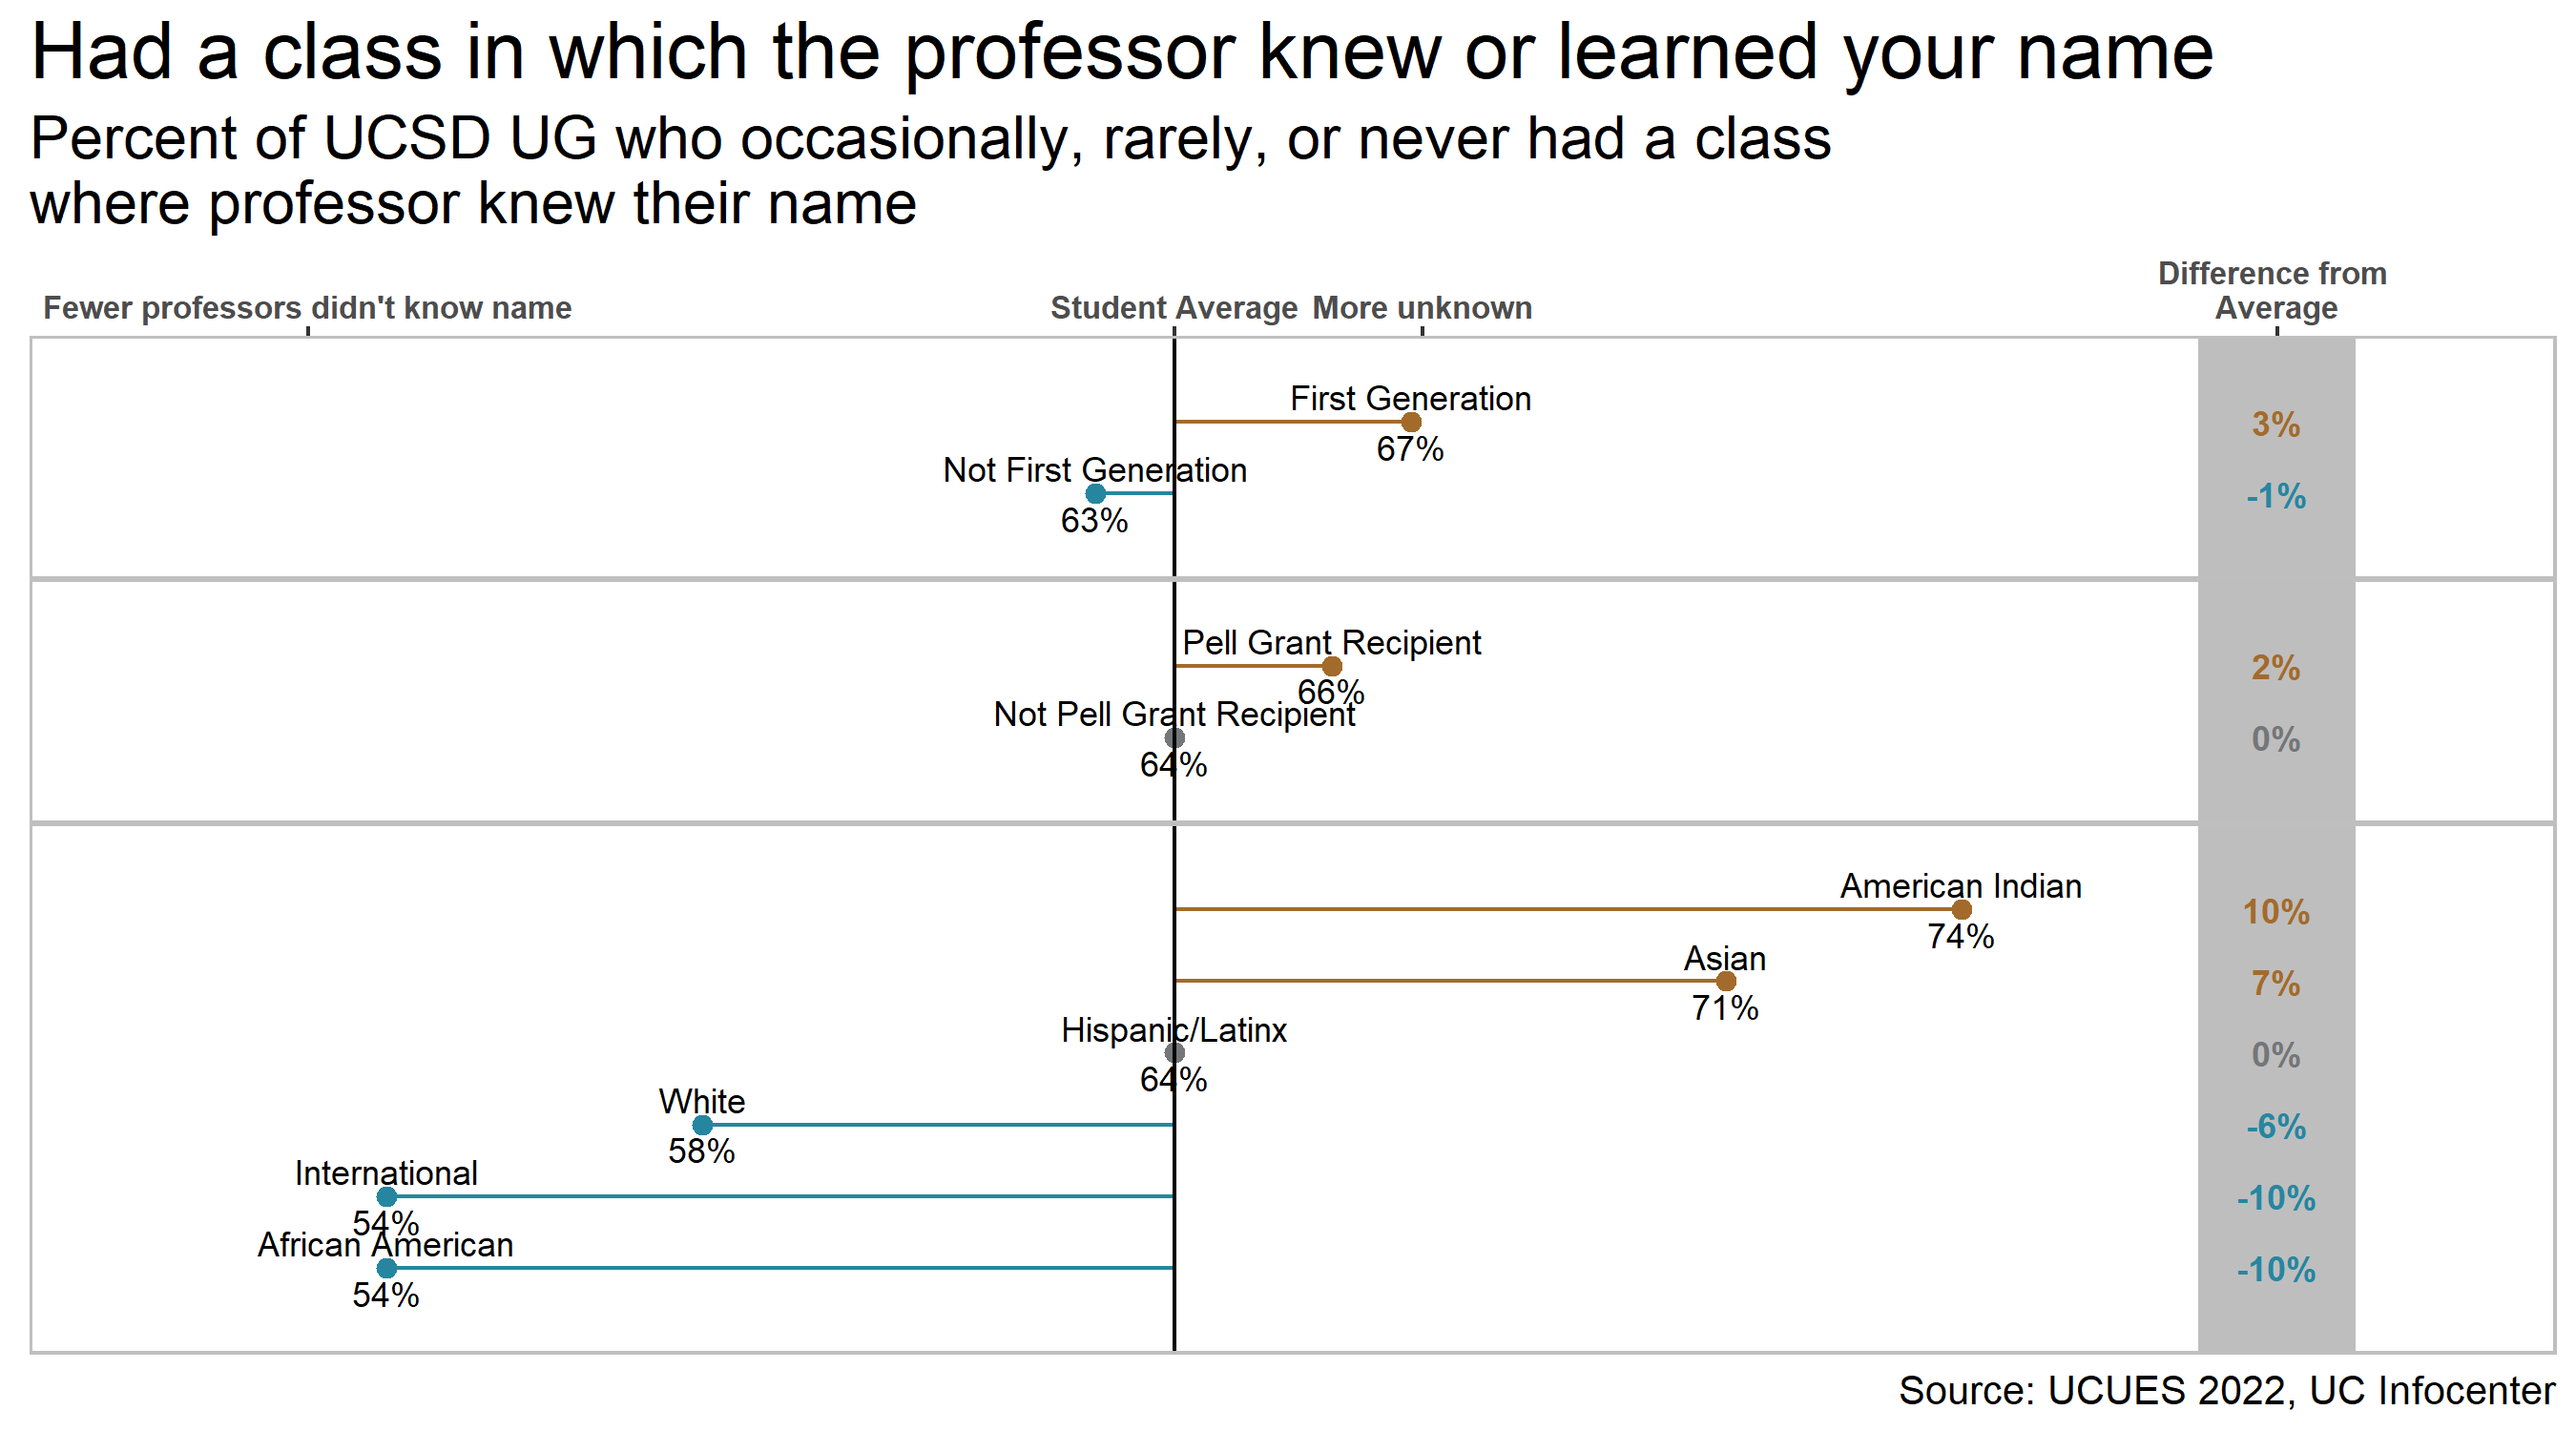 Had a class in which the professor knew or learned your name
Percent of UCSD UG who occasionally, rarely, or never had a class
where professor knew their name
Fewer professors didn't know name
Student Average
More unknown
Difference from
Average
First Generation
67%
3%
Not First Generation
63%
-1%
Pell Grant Recipient
66%
2%
Not Pell Grant Recipient
64%
0%
American Indian
74%
10%
Asian
71%
7%
Hispanic/Latinx
64%
0%
White
58%
-6%
International
54%
-10%
African American
54%
-10%
Source: UCUES 2022, UC Infocenter